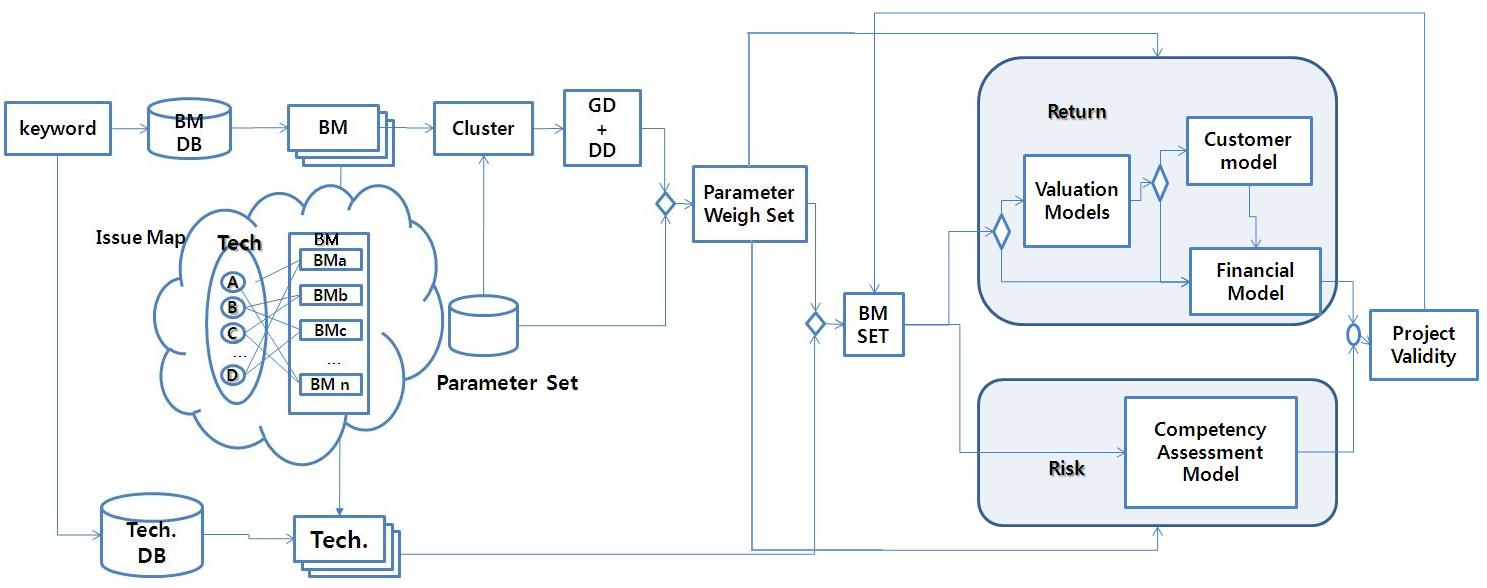 keyword
BM
DB
BM
Cluster
GD
+
DD
Parameter
Weigh Set
Issue Map
Tech
A
B
C
...
D
BM
BMa
BMb
BMc
...
BM n
Parameter Set
Tech.
DB
Tech.
BM
SET
Return
Valuation
Models
Customer
model
Financial
Model
Risk
Competency
Assessment
Model
Project
Validity